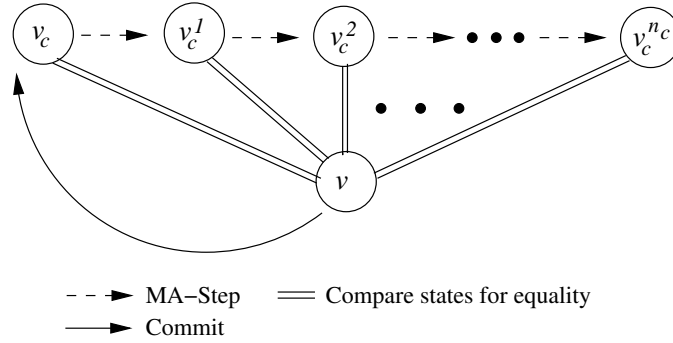 v_c v_c^1 v_c^2 v_c^{n_c}
v
MA-Step Compare states for equality
Commit